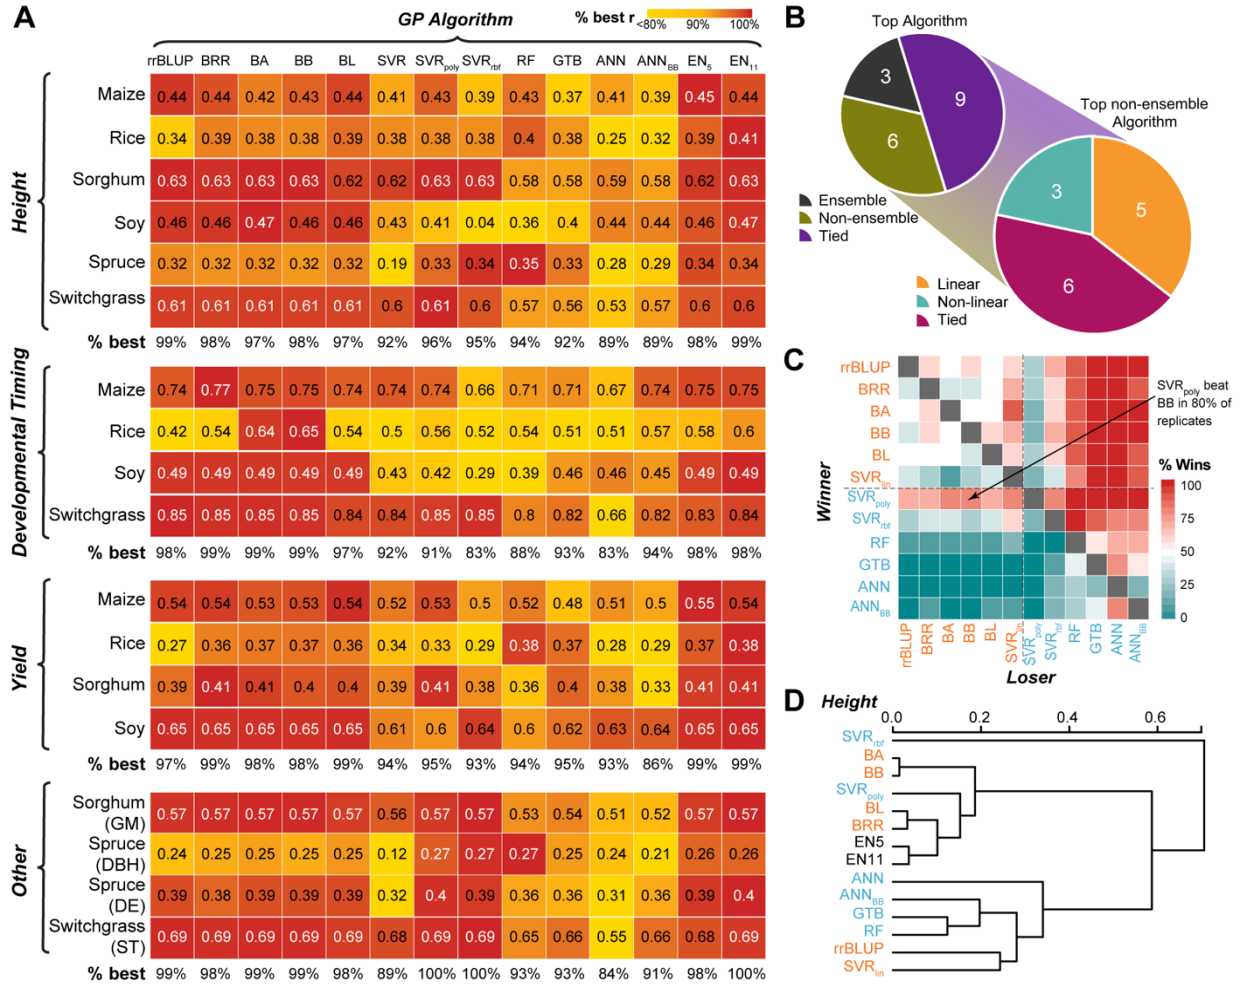 A
GP Algorithm
% best r
<80% 90% 100%
rrBLUP BRR BA BB BL SVR SVRpoly SVRrbf RF GTB ANN ANNBB EN5 EN11
Height
Maize 0.44 0.44 0.42 0.43 0.44 0.41 0.43 0.39 0.43 0.37 0.41 0.39 0.45 0.44
Rice 0.34 0.39 0.38 0.38 0.39 0.38 0.38 0.38 0.4 0.38 0.25 0.32 0.39 0.41
Sorghum 0.63 0.63 0.63 0.63 0.62 0.62 0.63 0.63 0.58 0.58 0.59 0.58 0.62 0.63
Soy 0.46 0.46 0.47 0.46 0.46 0.43 0.41 0.04 0.36 0.4 0.44 0.44 0.46 0.47
Spruce 0.32 0.32 0.32 0.32 0.32 0.19 0.33 0.34 0.35 0.33 0.28 0.29 0.34 0.34
Switchgrass 0.61 0.61 0.61 0.61 0.61 0.6 0.61 0.6 0.57 0.56 0.53 0.57 0.6 0.6
% best 99% 98% 97% 98% 97% 92% 96% 95% 94% 92% 89% 89% 98% 99%
Developmental Timing
Maize 0.74 0.77 0.75 0.75 0.74 0.74 0.74 0.66 0.71 0.71 0.67 0.74 0.75 0.75
Rice 0.42 0.54 0.64 0.65 0.54 0.5 0.56 0.52 0.54 0.51 0.51 0.57 0.58 0.6
Soy 0.49 0.49 0.49 0.49 0.49 0.43 0.42 0.29 0.39 0.46 0.46 0.45 0.49 0.49
Switchgrass 0.85 0.85 0.85 0.85 0.84 0.84 0.85 0.85 0.8 0.82 0.66 0.82 0.83 0.84
% best 98% 99% 99% 99% 97% 92% 91% 83% 88% 93% 83% 94% 98% 98%
Yield
Maize 0.54 0.54 0.53 0.53 0.54 0.52 0.53 0.5 0.52 0.48 0.51 0.5 0.55 0.54
Rice 0.27 0.36 0.37 0.37 0.36 0.34 0.33 0.29 0.38 0.37 0.28 0.29 0.37 0.38
Sorghum 0.39 0.41 0.41 0.4 0.4 0.39 0.41 0.38 0.36 0.4 0.38 0.33 0.41 0.41
Soy 0.65 0.65 0.65 0.65 0.65 0.61 0.6 0.64 0.6 0.62 0.63 0.64 0.65 0.65
% best 97% 99% 98% 98% 99% 94% 95% 93% 94% 95% 93% 86% 99% 99%
Other
Sorghum
(GM) 0.57 0.57 0.57 0.57 0.57 0.56 0.57 0.57 0.53 0.54 0.51 0.52 0.57 0.57
Spruce
(DBH) 0.24 0.25 0.25 0.25 0.25 0.12 0.27 0.27 0.27 0.25 0.24 0.21 0.26 0.26
Spruce
(DE) 0.39 0.38 0.39 0.39 0.39 0.32 0.4 0.39 0.36 0.36 0.31 0.36 0.39 0.4
Switchgrass
(ST) 0.69 0.69 0.69 0.69 0.69 0.68 0.69 0.69 0.65 0.66 0.55 0.66 0.68 0.69
% best 99% 98% 99% 99% 98% 89% 100% 100% 93% 93% 84% 91% 98% 100%
B
Top Algorithm
3
9
6
Ensemble
Non-ensemble
Tied
Top non-ensemble
Algorithm
3
5
6
Linear
Non-linear
Tied
C
Winner
rrBLUP
BRR
BA
BB
BL
SVRlin
SVRpoly
SVRrbf
RF
GTB
ANN
ANNBB
rrBLUP BRR BA BB BL SVRlin SVRpoly SVRrbf RF GTB ANN ANNBB
Loser
SVRpoly beat
BB in 80% of
replicates
% Wins
100
75
50
25
0
D
Height
0.0 0.2 0.4 0.6
SVRrbf
BA
BB
SVRpoly
BL
BRR
EN5
EN11
ANN
ANNBB
GTB
RF
rrBLUP
SVRlin